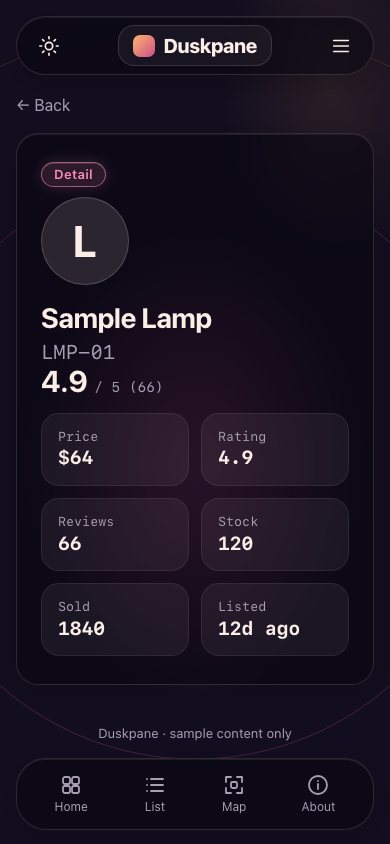 Duskpane
← Back
Detail
L
Sample Lamp
LMP–01
4.9 / 5 (66)
Price
$64
Rating
4.9
Reviews
66
Stock
120
Sold
1840
Listed
12d ago
Duskpane · sample content only
Home
List
Map
About